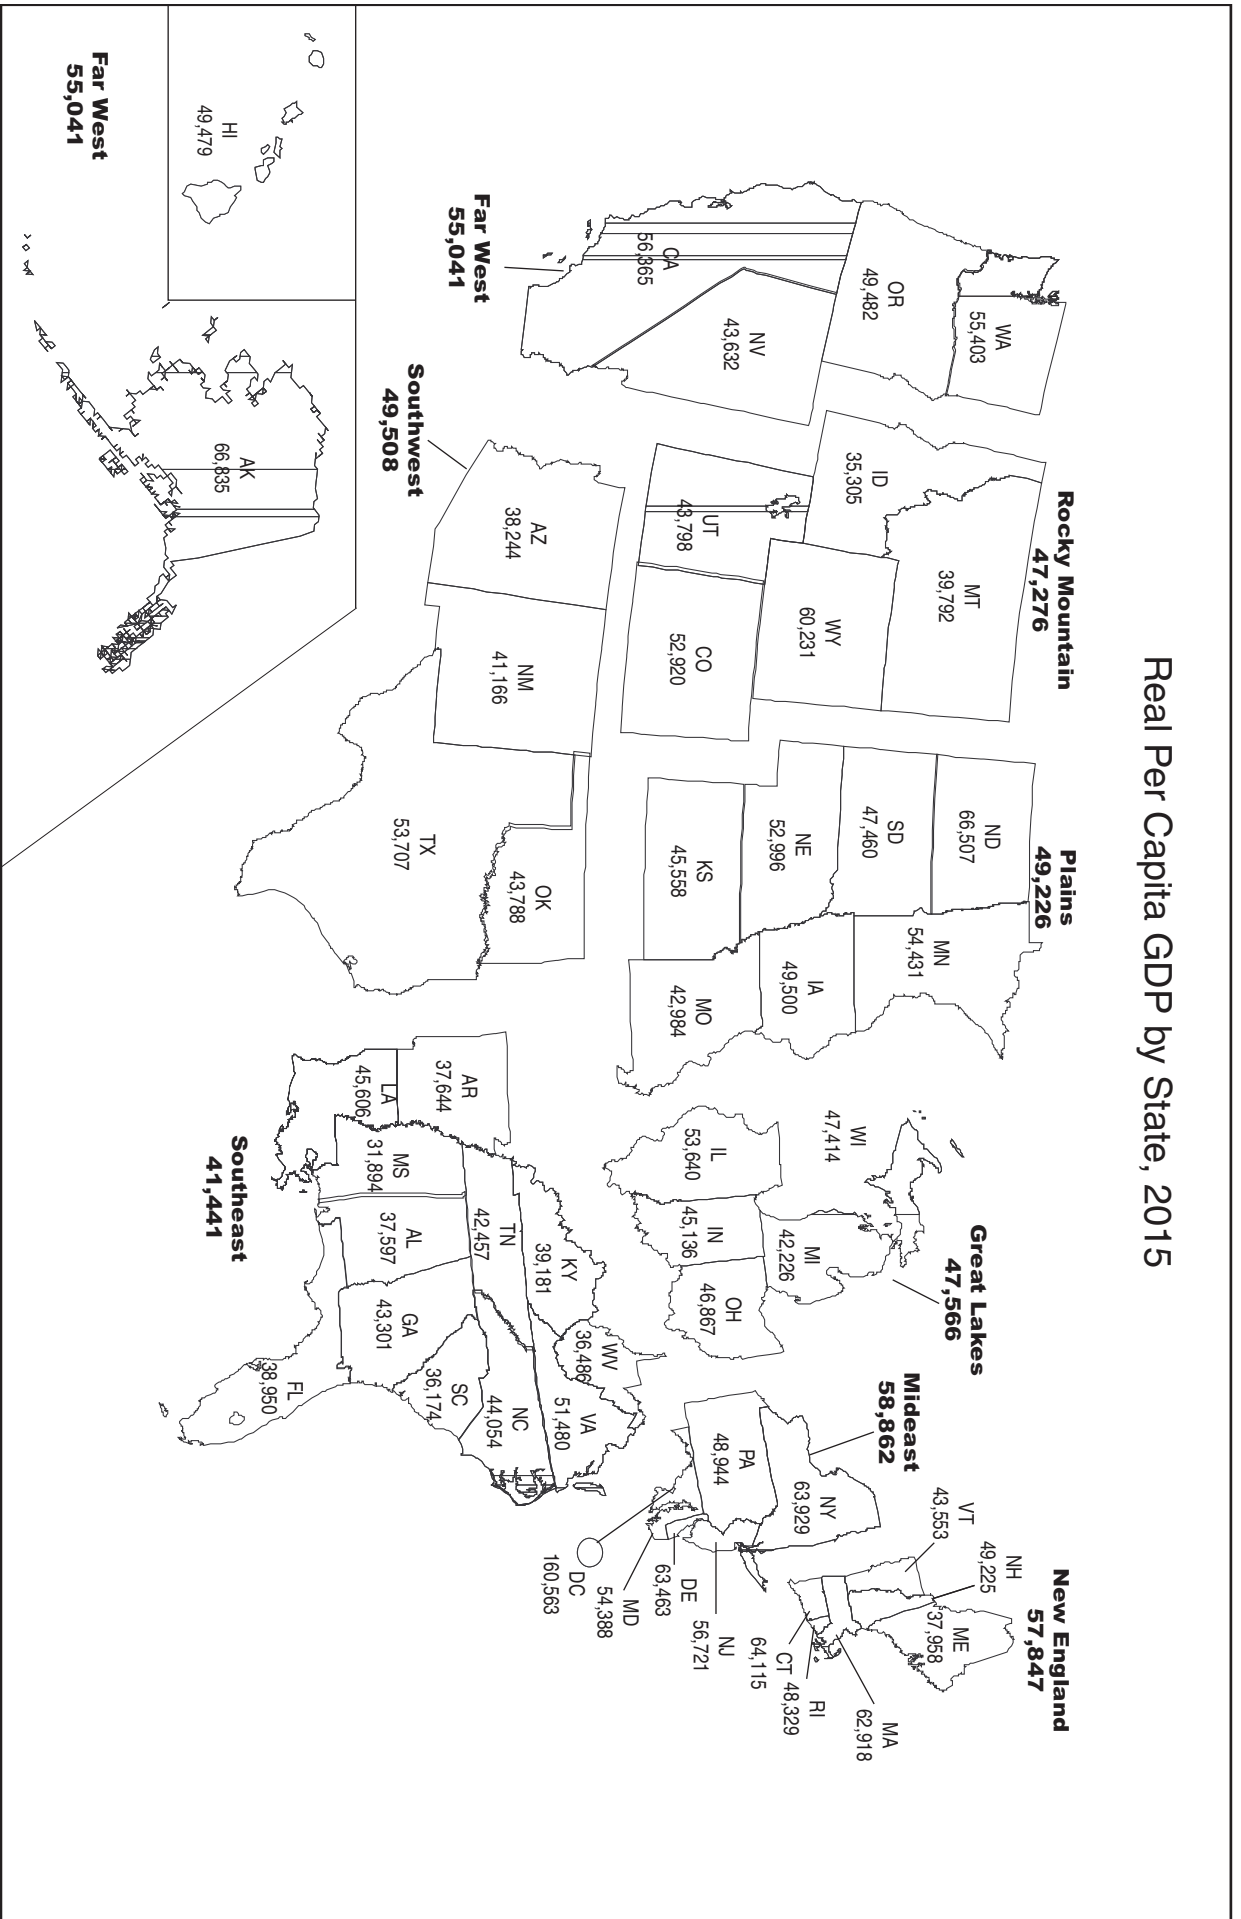 Real Per Capita GDP by State, 2015
Far West
55,041
WA
55,403
OR
49,482
CA
56,365
NV
43,632
Rocky Mountain
47,276
MT
39,792
ID
35,305
WY
60,231
UT
43,798
CO
52,920
Plains
49,226
ND
66,507
SD
47,460
NE
52,996
KS
45,558
MN
54,431
IA
49,500
MO
42,984
Great Lakes
47,566
WI
47,414
MI
42,226
IL
53,640
IN
45,136
OH
46,867
Mideast
58,862
NY
63,929
PA
48,944
NJ
56,721
DE
63,463
MD
54,388
DC
160,563
New England
57,847
ME
37,958
NH
49,225
VT
43,553
MA
62,918
RI
48,329
CT
64,115
Southwest
49,508
AZ
38,244
NM
41,166
TX
53,707
OK
43,788
Southeast
41,441
AR
37,644
LA
45,606
MS
31,894
AL
37,597
GA
43,301
FL
38,950
SC
36,174
NC
44,054
TN
42,457
KY
39,181
WV
36,486
VA
51,480
Far West
55,041
HI
49,479
AK
66,835